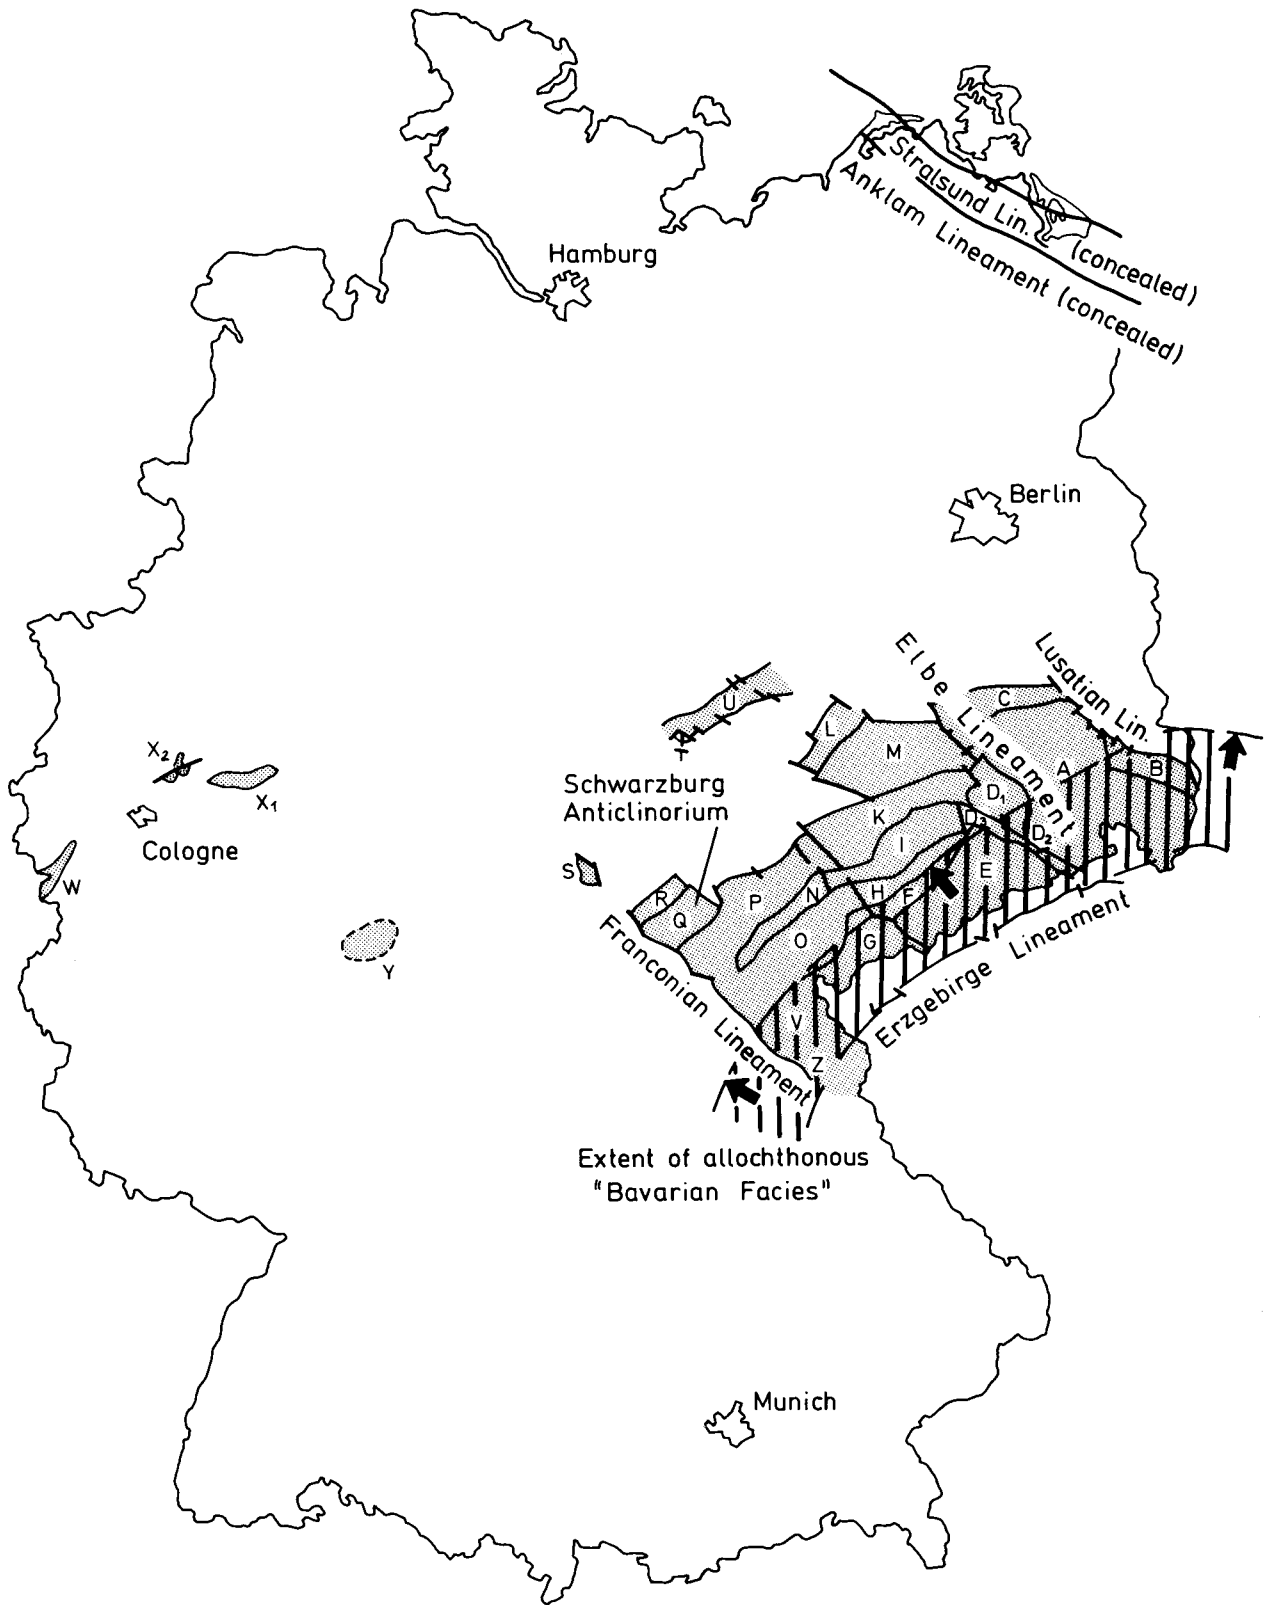 Stralsund Lin. (concealed)
Anklam Lineament (concealed)
Hamburg
Berlin
Elbe Lineament
Lusatian Lin.
C
U
L
M
T
A
B
X2
X1
Schwarzburg
Anticlinorium
D1
D3
D2
K
I
Cologne
W
S
E
R
Q
P
N
H
F
O
G
Y
Franconian Lineament
Erzgebirge Lineament
V
Z
Extent of allochthonous
"Bavarian Facies"
Munich